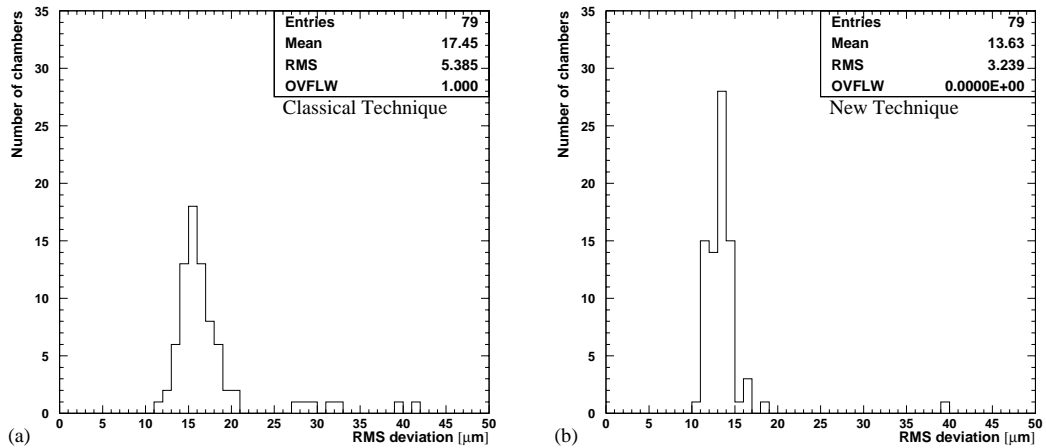 Entries 79
Mean 17.45
RMS 5.385
OVFLW 1.000
Classical Technique
Number of chambers
35
30
25
20
15
10
5
0
0 5 10 15 20 25 30 35 40 45 50
RMS deviation [μm]
(a)
Entries 79
Mean 13.63
RMS 3.239
OVFLW 0.0000E+00
New Technique
Number of chambers
35
30
25
20
15
10
5
0
0 5 10 15 20 25 30 35 40 45 50
RMS deviation [μm]
(b)